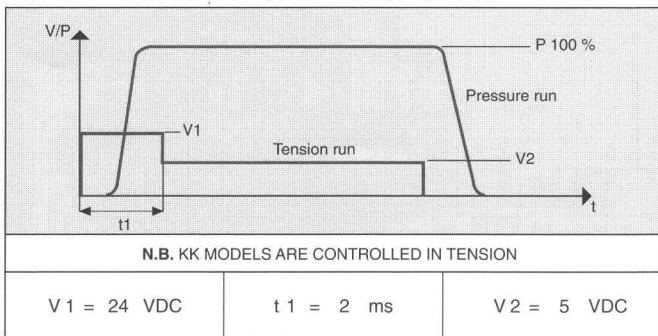 V/P
P 100 %
Pressure run
V1
Tension run
V2
t
t1
N.B. KK MODELS ARE CONTROLLED IN TENSION
V 1 = 24 VDC
t 1 = 2 ms
V 2 = 5 VDC